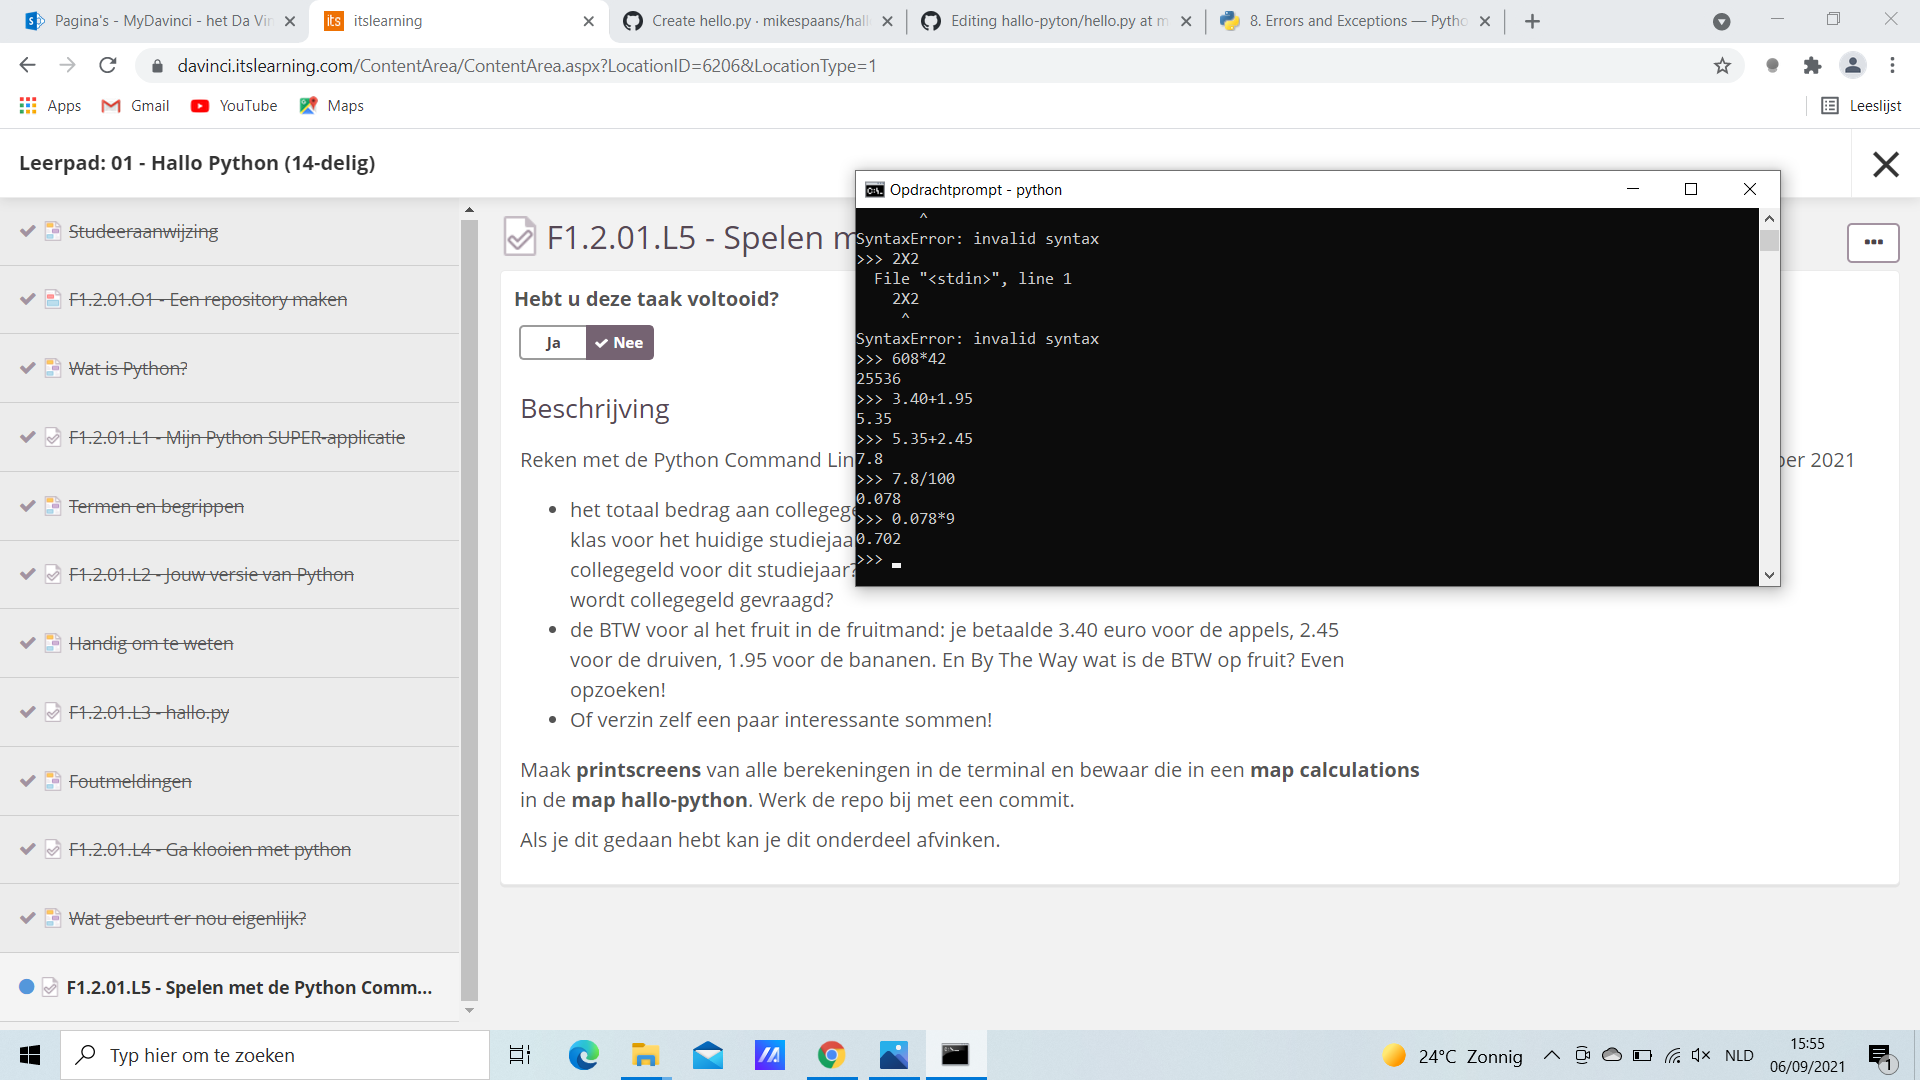 Pagina's - MyDavinci - het Da Vin
itslearning
Create hello.py · mikespaans/hall
Editing hallo-pyton/hello.py at m
8. Errors and Exceptions — Pytho
davinci.itslearning.com/ContentArea/ContentArea.aspx?LocationID=6206&LocationType=1
Apps
Gmail
YouTube
Maps
Leeslijst
Leerpad: 01 - Hallo Python (14-delig)
Studeeraanwijzing
F1.2.01.O1 - Een repository maken
Wat is Python?
F1.2.01.L1 - Mijn Python SUPER-applicatie
Termen en begrippen
F1.2.01.L2 - Jouw versie van Python
Handig om te weten
F1.2.01.L3 - hallo.py
Foutmeldingen
F1.2.01.L4 - Ga klooien met python
Wat gebeurt er nou eigenlijk?
F1.2.01.L5 - Spelen met de Python Comm...
F1.2.01.L5 - Spelen m
Hebt u deze taak voltooid?
Ja
Nee
Beschrijving
Reken met de Python Command Lin
ber 2021
• het totaal bedrag aan collegege
klas voor het huidige studiejaa
collegegeld voor dit studiejaar?
wordt collegegeld gevraagd?
• de BTW voor al het fruit in de fruitmand: je betaalde 3.40 euro voor de appels, 2.45
voor de druiven, 1.95 voor de bananen. En By The Way wat is de BTW op fruit? Even
opzoeken!
• Of verzin zelf een paar interessante sommen!
Maak printscreens van alle berekeningen in de terminal en bewaar die in een map calculations
in de map hallo-python. Werk de repo bij met een commit.
Als je dit gedaan hebt kan je dit onderdeel afvinken.
Opdrachtprompt - python
^
SyntaxError: invalid syntax
>>> 2X2
File "<stdin>", line 1
2X2
^
SyntaxError: invalid syntax
>>> 608*42
25536
>>> 3.40+1.95
5.35
>>> 5.35+2.45
7.8
>>> 7.8/100
0.078
>>> 0.078*9
0.702
>>>
Typ hier om te zoeken
24°C Zonnig
NLD
15:55
06/09/2021
1